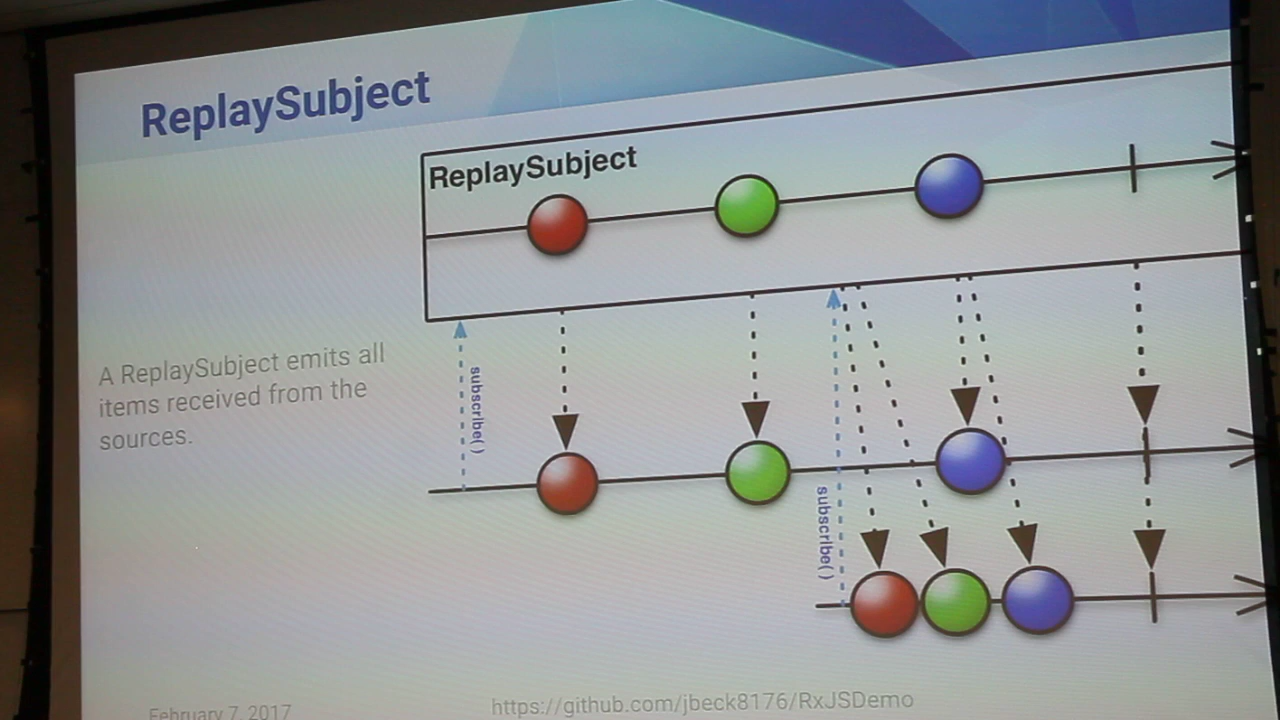 ReplaySubject
ReplaySubject
A ReplaySubject emits all
items received from the
sources.
subscribe()
subscribe()
February 7, 2017
https://github.com/jbeck8176/RxJSDemo